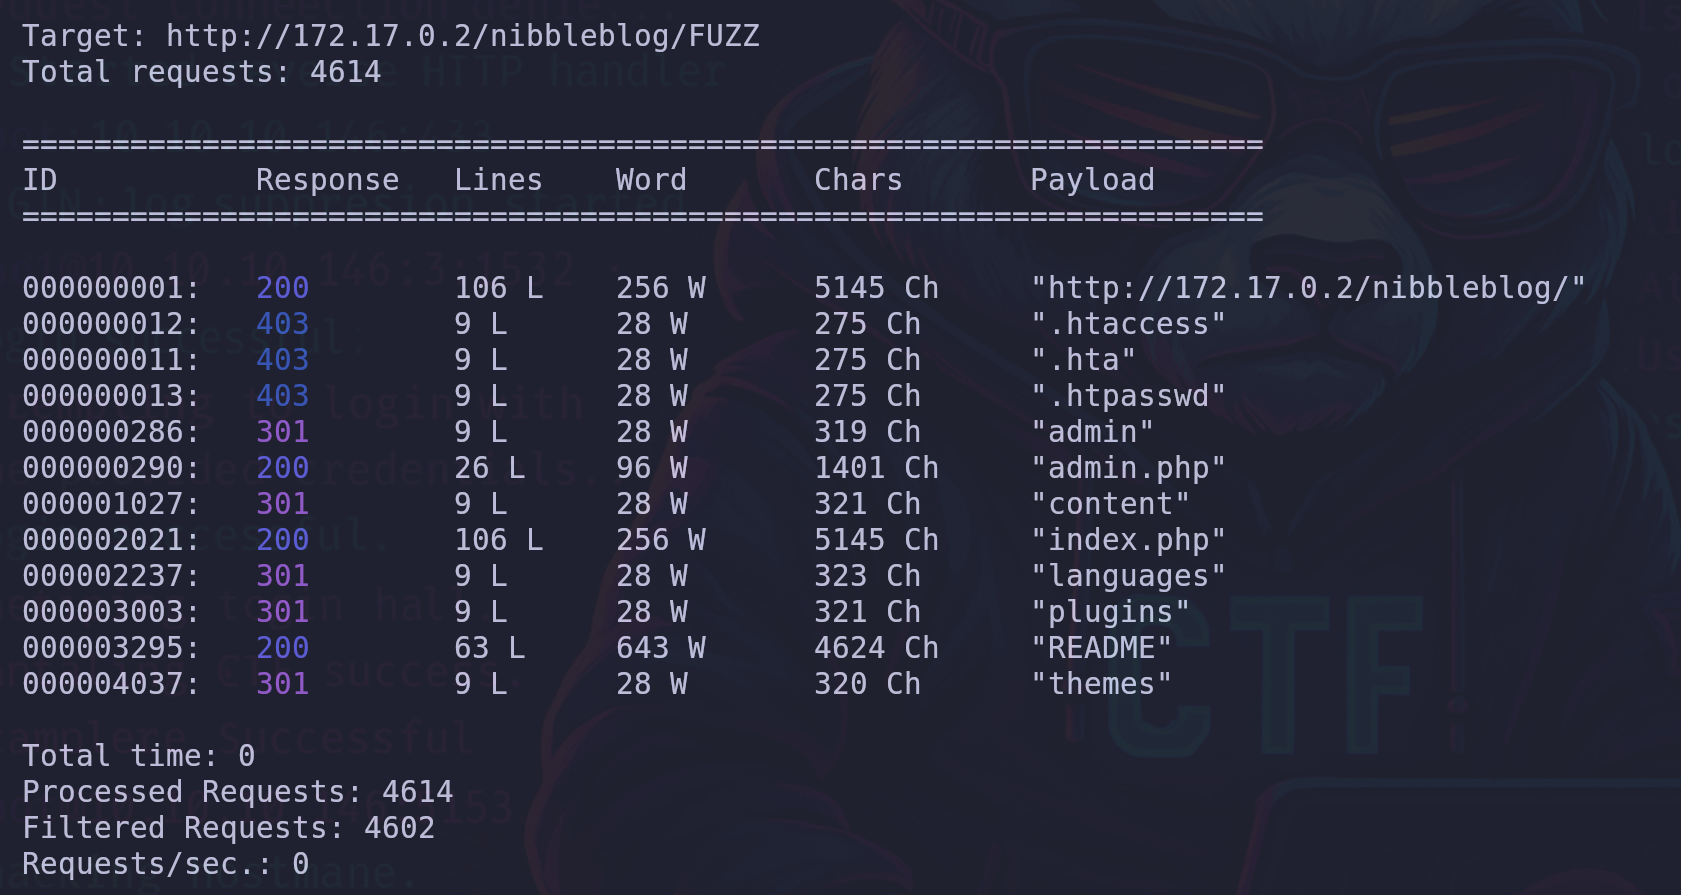 Target: http://172.17.0.2/nibbleblog/FUZZ
Total requests: 4614
=====================================================================
ID           Response   Lines    Word       Chars       Payload
=====================================================================
000000001:   200        106 L    256 W      5145 Ch     "http://172.17.0.2/nibbleblog/"
000000012:   403        9 L      28 W       275 Ch      ".htaccess"
000000011:   403        9 L      28 W       275 Ch      ".hta"
000000013:   403        9 L      28 W       275 Ch      ".htpasswd"
000000286:   301        9 L      28 W       319 Ch      "admin"
000000290:   200        26 L     96 W       1401 Ch     "admin.php"
000001027:   301        9 L      28 W       321 Ch      "content"
000002021:   200        106 L    256 W      5145 Ch     "index.php"
000002237:   301        9 L      28 W       323 Ch      "languages"
000003003:   301        9 L      28 W       321 Ch      "plugins"
000003295:   200        63 L     643 W      4624 Ch     "README"
000004037:   301        9 L      28 W       320 Ch      "themes"
CTF
Total time: 0
Processed Requests: 4614
Filtered Requests: 4602
Requests/sec.: 0